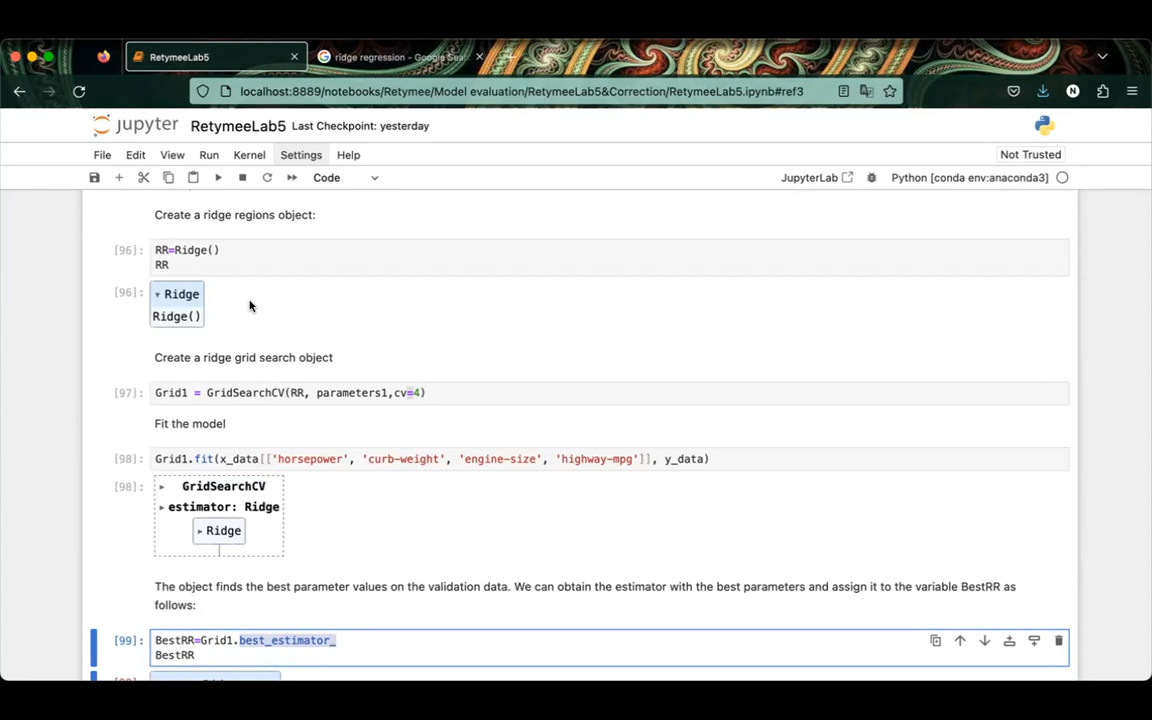 RetymeeLab5
ridge regression - Google Sear
localhost:8889/notebooks/Retymee/Model evaluation/RetymeeLab5&Correction/RetymeeLab5.ipynb#ref3
N
jupyter RetymeeLab5 Last Checkpoint: yesterday
File Edit View Run Kernel Settings Help Not Trusted
Code JupyterLab Python [conda env:anaconda3]
Create a ridge regions object:
[96]: RR=Ridge()
RR
[96]: Ridge
Ridge()
Create a ridge grid search object
[97]: Grid1 = GridSearchCV(RR, parameters1,cv=4)
Fit the model
[98]: Grid1.fit(x_data[['horsepower', 'curb-weight', 'engine-size', 'highway-mpg']], y_data)
[98]: GridSearchCV
estimator: Ridge
Ridge
The object finds the best parameter values on the validation data. We can obtain the estimator with the best parameters and assign it to the variable BestRR as
follows:
[99]: BestRR=Grid1.best_estimator_
BestRR